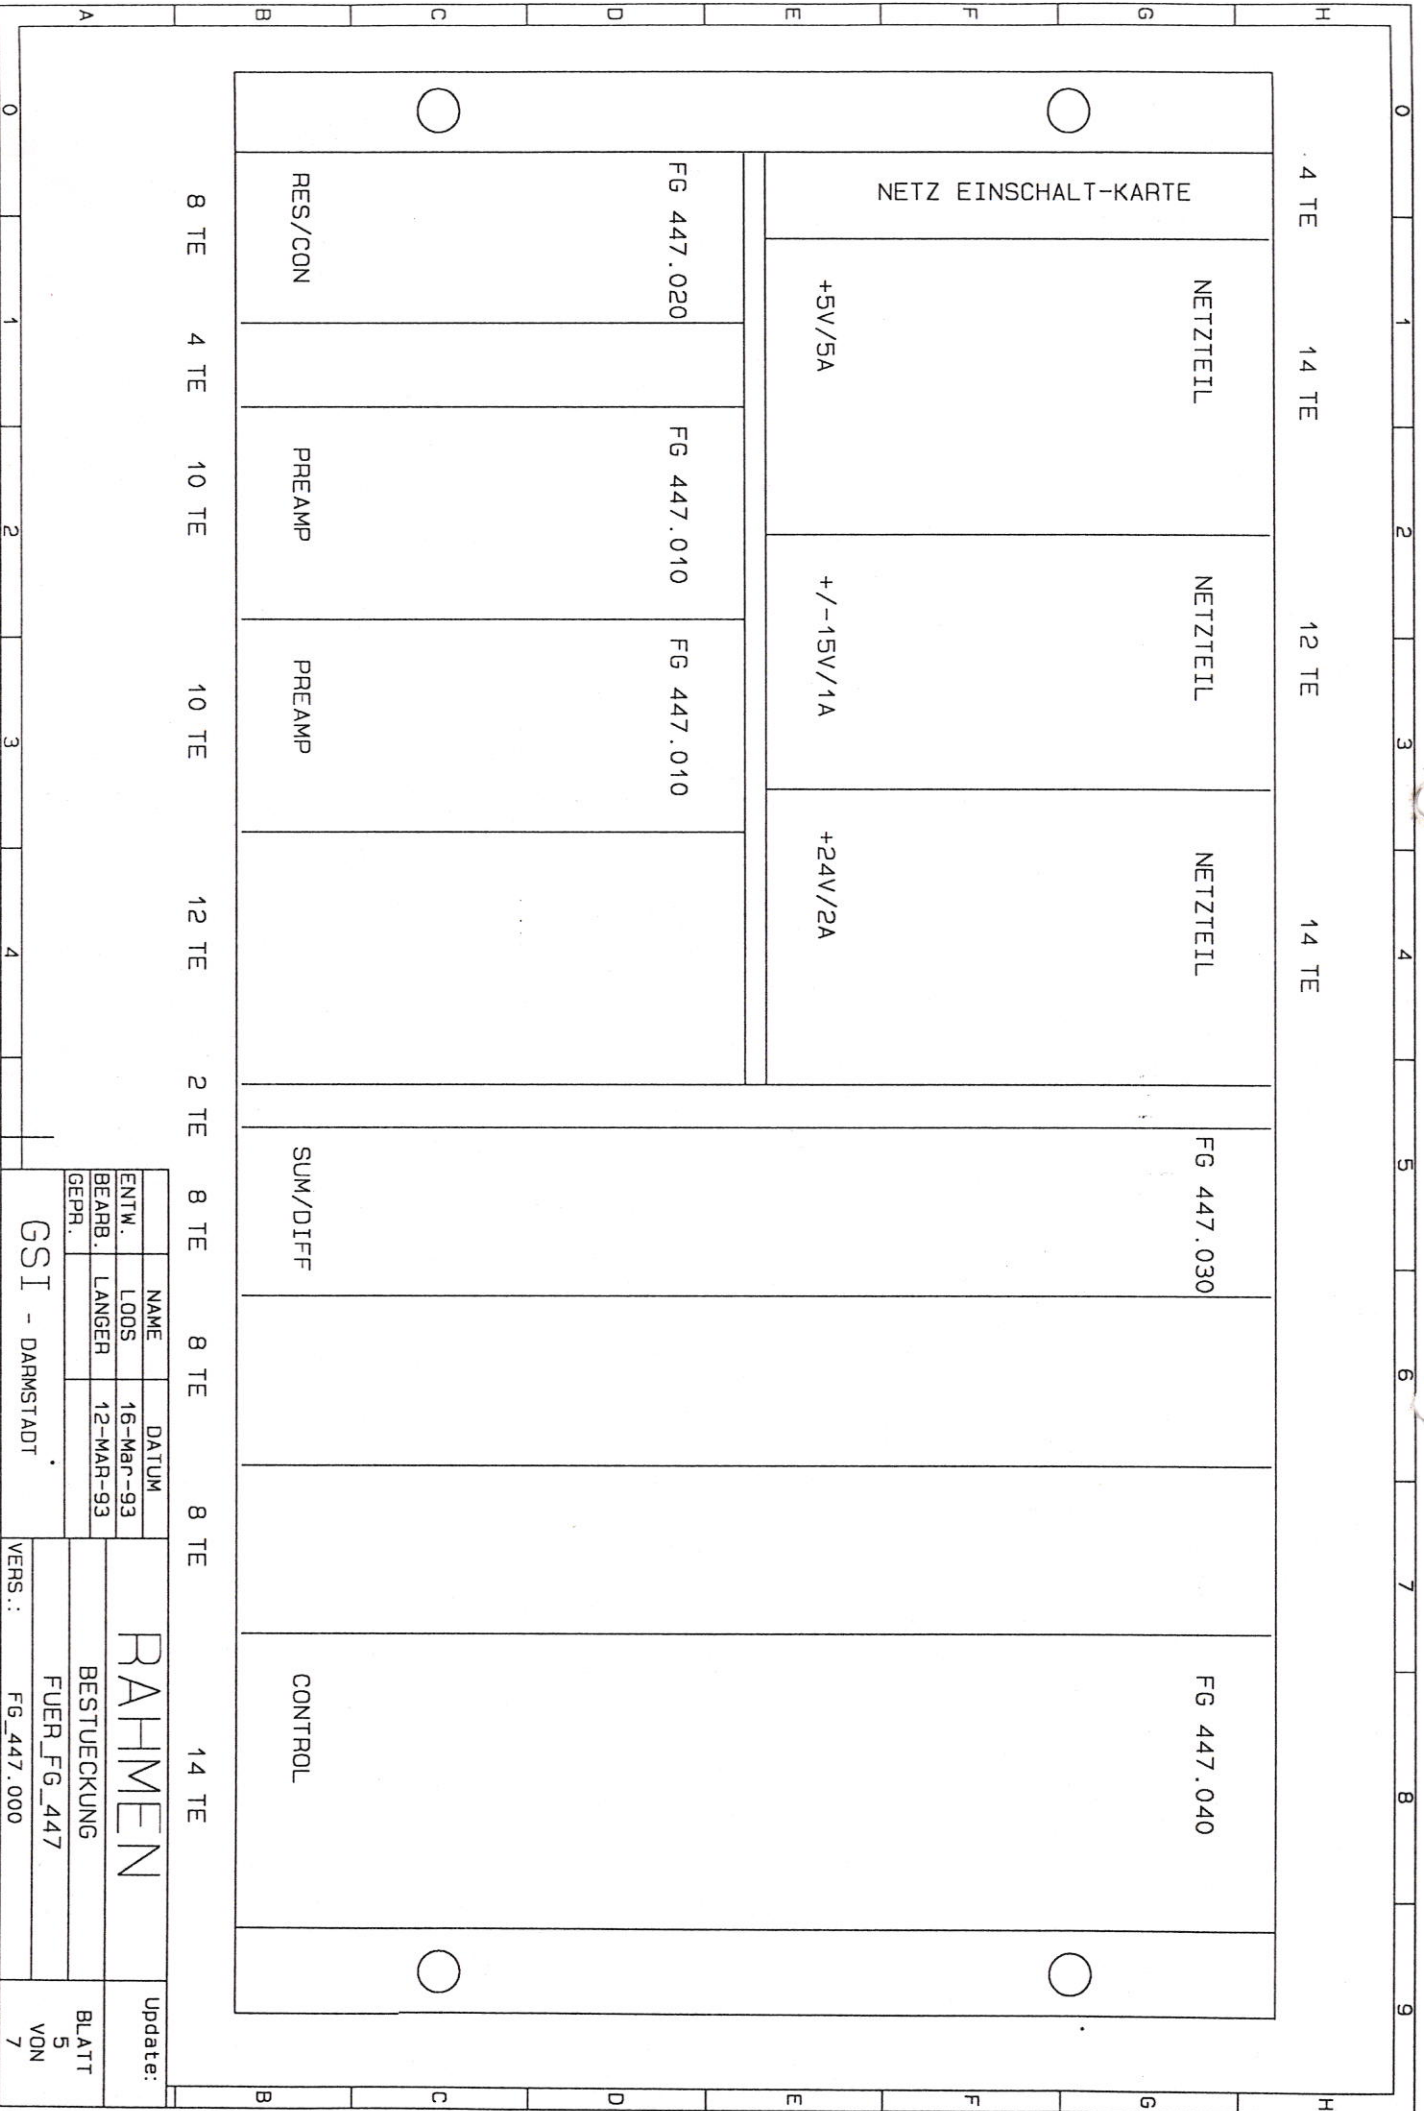 0 1 2 3 4 5 6 7 8 9
H H
4 TE 14 TE 12 TE 14 TE
G G
NETZTEIL NETZTEIL NETZTEIL FG 447.030 FG 447.040
NETZ EINSCHALT-KARTE
F F
E E
+5V/5A +/-15V/1A +24V/2A
D D
FG 447.020 FG 447.010 FG 447.010
C C
RES/CON PREAMP PREAMP SUM/DIFF CONTROL
B B
8 TE 4 TE 10 TE 10 TE 12 TE 2 TE 8 TE 8 TE 8 TE 14 TE
A
NAME DATUM
ENTW. LOOS 16-Mar-93
BEARB. LANGER 12-MAR-93
GEPR.
GSI - DARMSTADT
RAHMEN
BESTUECKUNG
FUER_FG_447
VERS.: FG_447.000
Update:
BLATT
5
VON
7
0 1 2 3 4